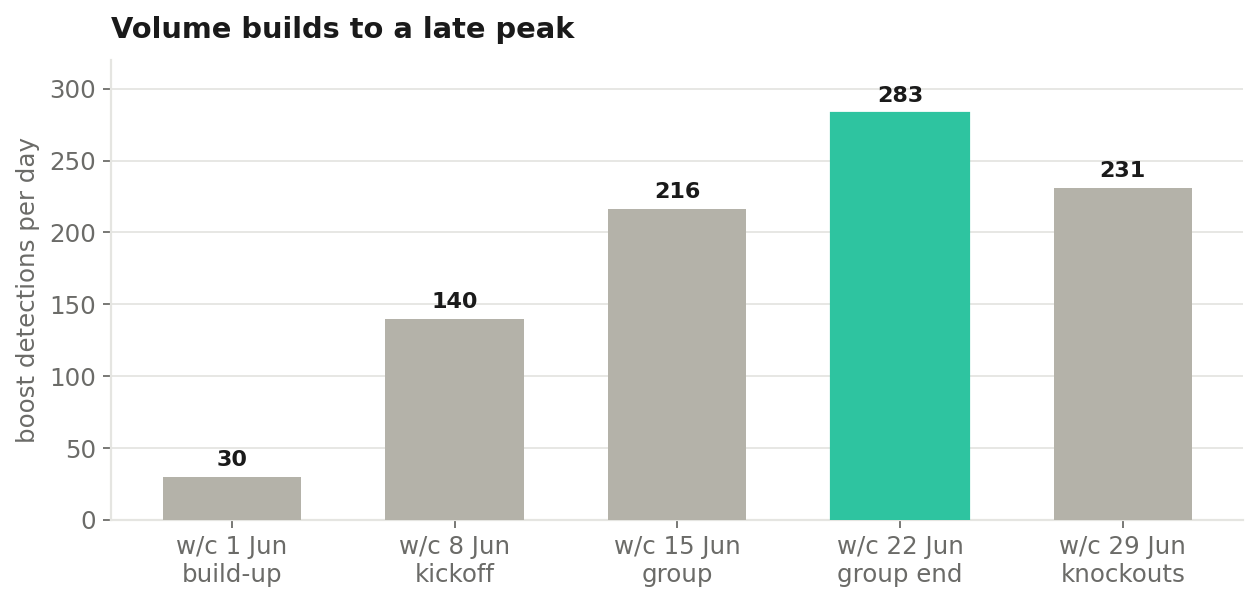 Volume builds to a late peak
boost detections per day
300
250
200
150
100
50
0
30
140
216
283
231
w/c 1 Jun
build-up
w/c 8 Jun
kickoff
w/c 15 Jun
group
w/c 22 Jun
group end
w/c 29 Jun
knockouts